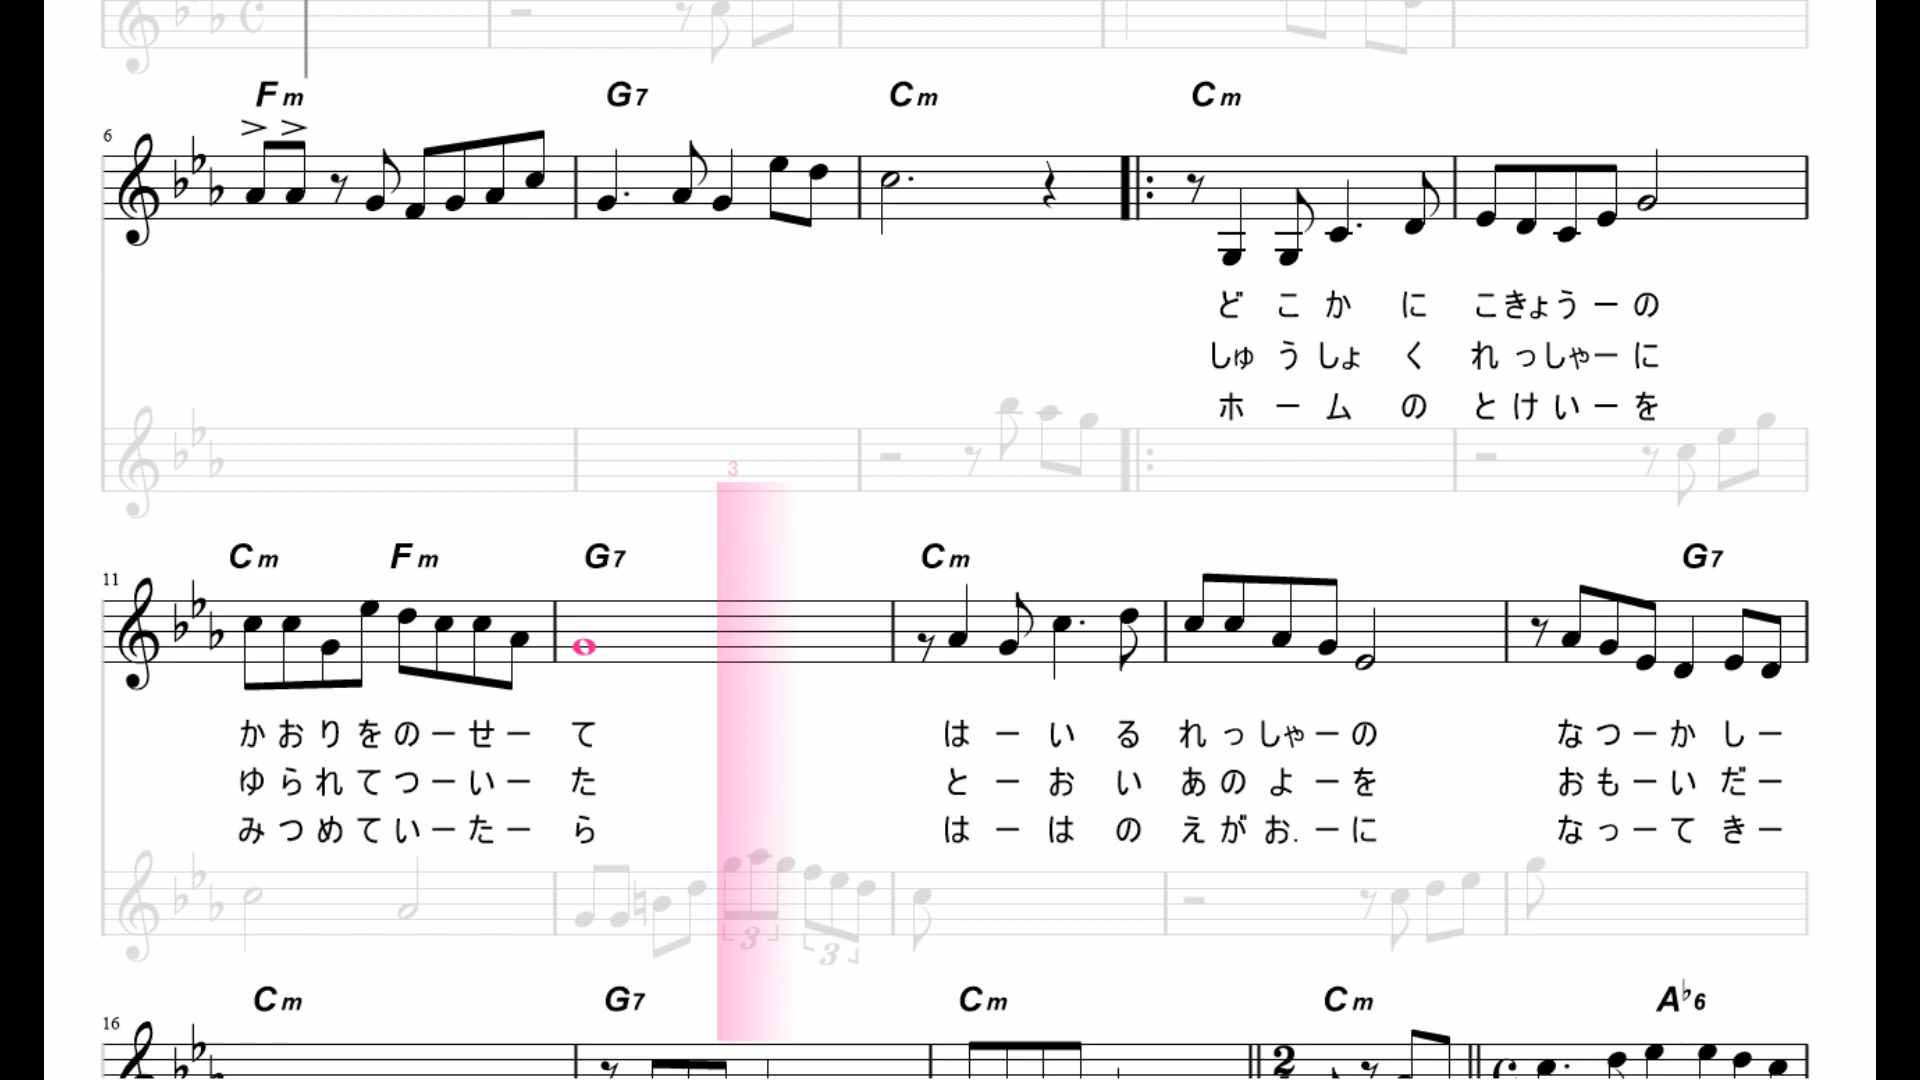 Fm G7 Cm Cm
6
どこかに こきょうーの
しゅうしょく れっしゃーに
ホームの とけいーを
3
Cm Fm G7 Cm G7
11
かおりをのーせーて はーいる れっしゃーの なつーかしー
ゆられてつーいーた とーおい あのよーを おもーいだー
みつめていーたーら はーはの えがお.ーに なっーてきー
3 3
Cm G7 Cm Cm A♭6
16
2